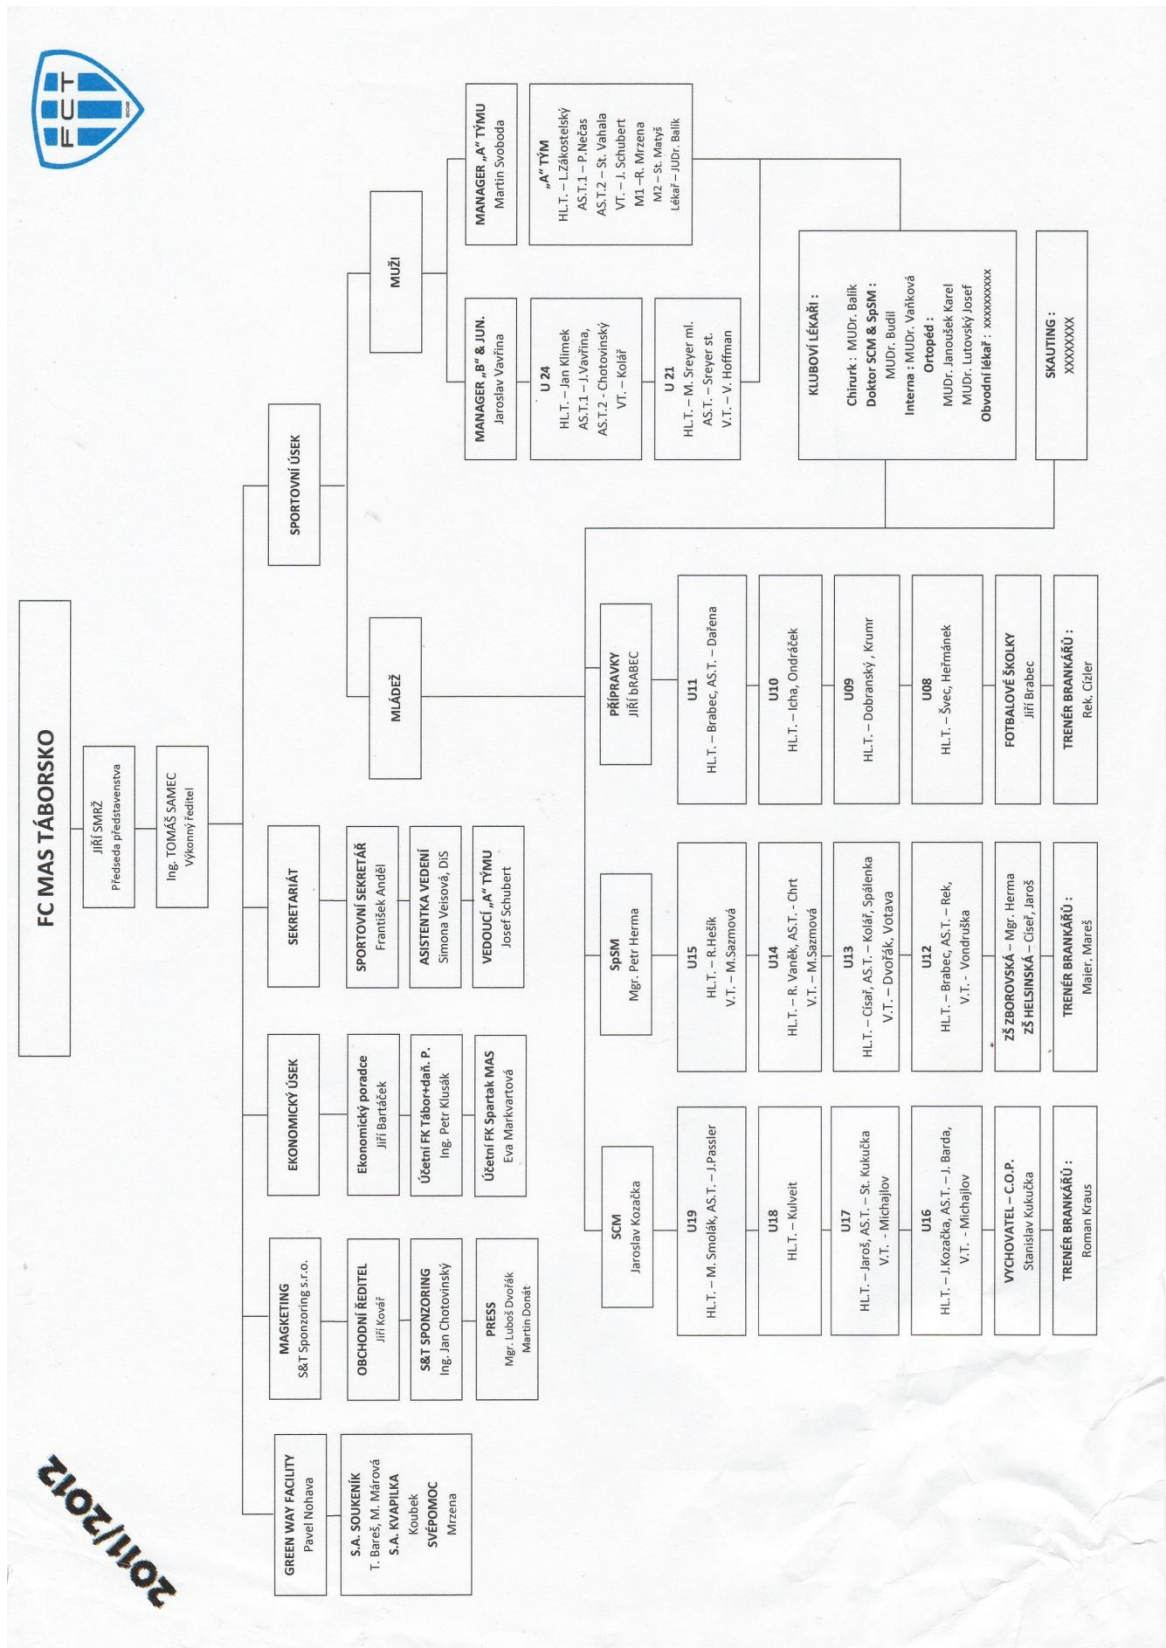 2011/2012
FCT
FC MAS TÁBORSKO
JIŘÍ SMRŽ
Předseda představenstva
Ing. TOMÁŠ SAMEC
Výkonný ředitel
GREEN WAY FACILITY
Pavel Nohava
S.A. SOUKENÍK
T. Bareš, M. Márová
S.A. KVAPILKA
Koubek
SVÉPOMOC
Mrzena
MAGKETING
S&T Sponzoring s.r.o.
OBCHODNÍ ŘEDITEL
Jiří Kovář
S&T SPONZORING
Ing. Jan Chotovinský
PRESS
Mgr. Luboš Dvořák
Martin Donát
EKONOMICKÝ ÚSEK
Ekonomický poradce
Jiří Bartáček
Účetní FK Tábor+daň. P.
Ing. Petr Klusák
Účetní FK Spartak MAS
Eva Markvartová
SEKRETARIÁT
SPORTOVNÍ SEKRETÁŘ
František Anděl
ASISTENTKA VEDENÍ
Simona Veisová, DiS
VEDOUCÍ „A“ TÝMU
Josef Schubert
SPORTOVNÍ ÚSEK
MLÁDEŽ
MUŽI
MANAGER „B“ & JUN.
Jaroslav Vavřina
U 24
HL.T. – Jan Klimek
AS.T.1 – J.Vavřina,
AS.T.2 - Chotovinský
VT. – Kolář
U 21
HL.T. – M. Sreyer ml.
AS.T. – Sreyer st.
V.T. – V. Hoffman
MANAGER „A“ TÝMU
Martin Svoboda
„A“ TÝM
HL.T. – L.Zákostelský
AS.T.1 – P.Nečas
AS.T.2 – St. Vahala
VT. – J. Schubert
M1 –R. Mrzena
M2 – St. Matyš
Lékař – JUDr. Balík
SCM
Jaroslav Kozačka
U19
HL.T. – M. Smolák, AS.T. – J.Passler
U18
HL.T. – Kulveit
U17
HL.T. – Jaroš, AS.T. – St. Kukučka
V.T. - Michajlov
U16
HL.T. – J.Kozačka, AS.T. – J. Barda,
V.T. - Michajlov
VYCHOVATEL – C.O.P.
Stanislav Kukučka
TRENÉR BRANKÁŘŮ :
Roman Kraus
SpSM
Mgr. Petr Herma
U15
HL.T. – R.Hešík
V.T. – M.Sazmová
U14
HL.T. – R. Vaněk, AS.T. - Chrt
V.T. – M.Sazmová
U13
HL.T. – Císař, AS.T. – Kolář, Spálenka
V.T. – Dvořák, Votava
U12
HL.T. – Brabec, AS.T. – Rek,
V.T. - Vondruška
ZŠ ZBOROVSKÁ – Mgr. Herma
ZŠ HELSINSKÁ – Císeř, Jaroš
TRENÉR BRANKÁŘŮ :
Maier, Mareš
PŘÍPRAVKY
JIŘÍ bRABEC
U11
HL.T. – Brabec, AS.T. – Dařena
U10
HL.T. – Icha, Ondráček
U09
HL.T. – Dobranský , Krumr
U08
HL.T. – Švec, Heřmánek
FOTBALOVÉ ŠKOLKY
Jiří Brabec
TRENÉR BRANKÁŘŮ :
Rek, Cízler
KLUBOVÍ LÉKAŘI :
Chirurk : MUDr. Balík
Doktor SCM & SpSM :
MUDr. Budil
Interna : MUDr. Vaňková
Ortopéd :
MUDr. Janoušek Karel
MUDr. Lutovský Josef
Obvodní lékař : xxxxxxxxxx
SKAUTING :
xxxxxxxxx